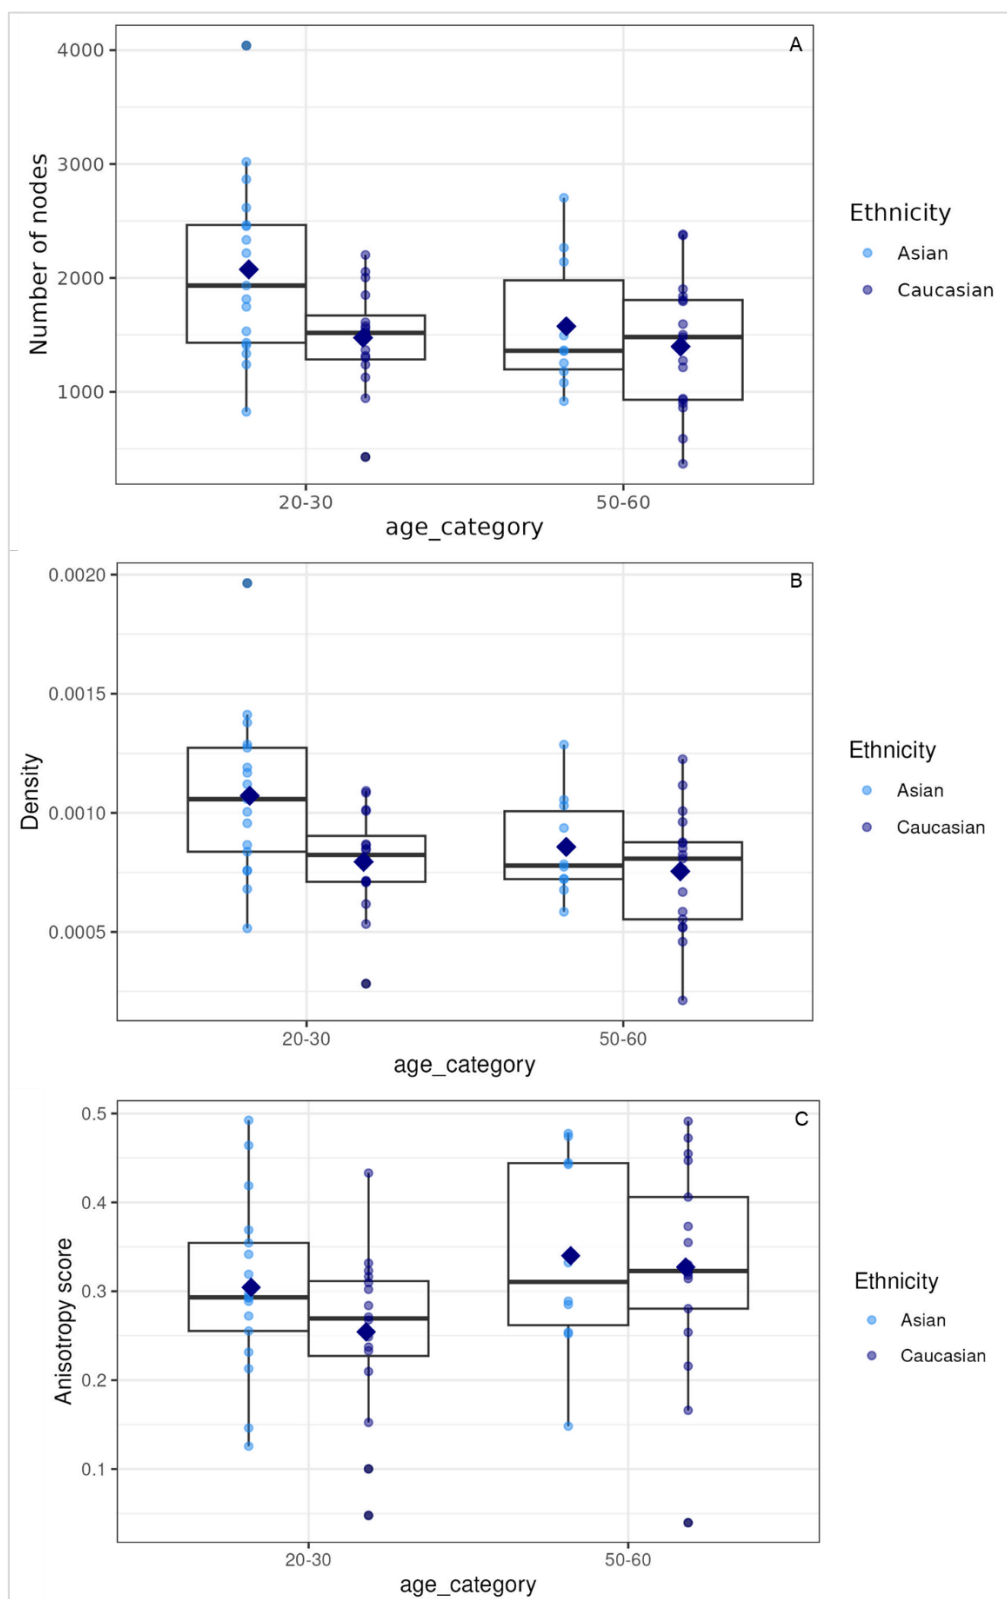 A
4000
3000
2000
1000
Number of nodes
20-30
50-60
age_category
Ethnicity
Asian
Caucasian
B
0.0020
0.0015
0.0010
0.0005
Density
20-30
50-60
age_category
Ethnicity
Asian
Caucasian
C
0.5
0.4
0.3
0.2
0.1
Anisotropy score
20-30
50-60
age_category
Ethnicity
Asian
Caucasian